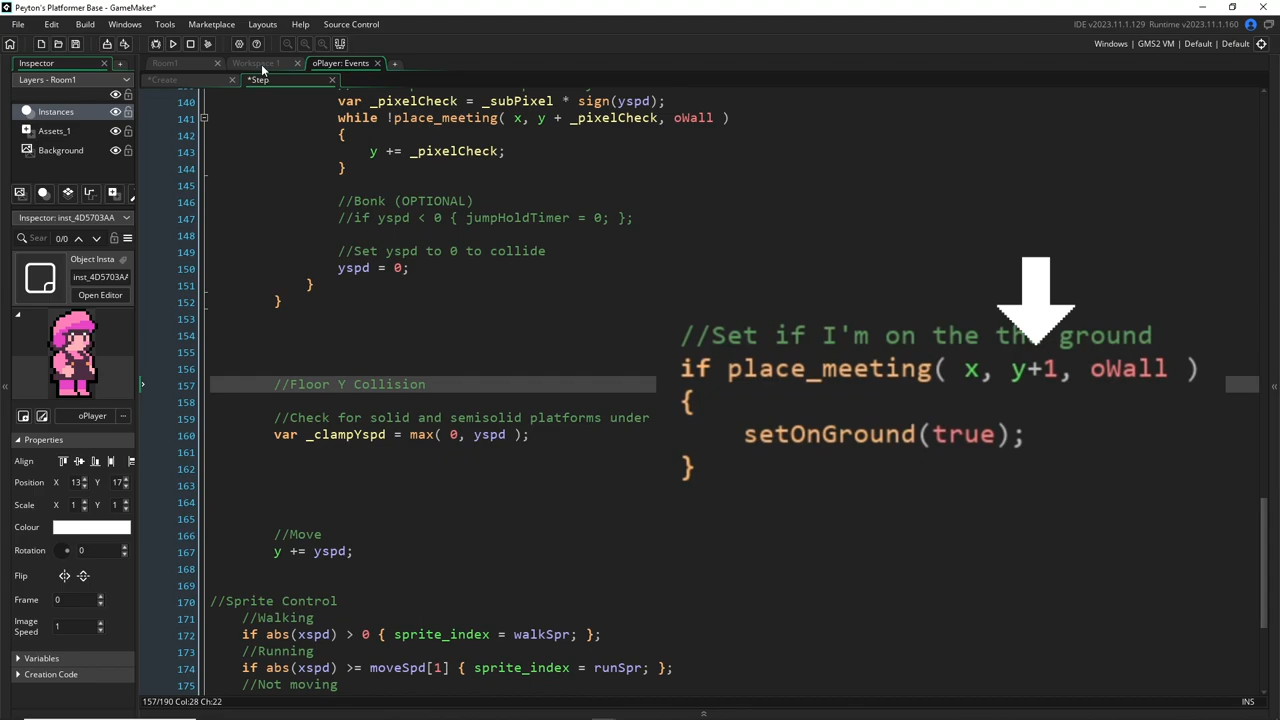 Peyton's Platformer Base - GameMaker*
File Edit Build Windows Tools Marketplace Layouts Help Source Control
IDE v2023.11.1.129 Runtime v2023.11.1.160
Windows | GMS2 VM | Default | Default
Inspector
Room1 Workspace 1 oPlayer: Events
Layers - Room1
*Create *Step
Instances
Assets_1
Background
Inspector: inst_4D5703AA
Sear 0/0
Object Insta
inst_4D5703AA
Open Editor
oPlayer
Properties
Align
Position X 13 Y 17
Scale X 1 Y 1
Colour
Rotation 0
Flip
Frame 0
Image
Speed 1
Variables
Creation Code
140 var _pixelCheck = _subPixel * sign(yspd);
141 while !place_meeting( x, y + _pixelCheck, oWall )
142 {
143 y += _pixelCheck;
144 }
145
146 //Bonk (OPTIONAL)
147 //if yspd < 0 { jumpHoldTimer = 0; };
148
149 //Set yspd to 0 to collide
150 yspd = 0;
151 }
152 }
153
154
155
156
157 //Floor Y Collision
158
159 //Check for solid and semisolid platforms under
160 var _clampYspd = max( 0, yspd );
161
162
163
164
165
166 //Move
167 y += yspd;
168
169
170 //Sprite Control
171 //Walking
172 if abs(xspd) > 0 { sprite_index = walkSpr; };
173 //Running
174 if abs(xspd) >= moveSpd[1] { sprite_index = runSpr; };
175 //Not moving
//Set if I'm on the ground
if place_meeting( x, y+1, oWall )
{
setOnGround(true);
}
157/190 Col:28 Ch:22
INS